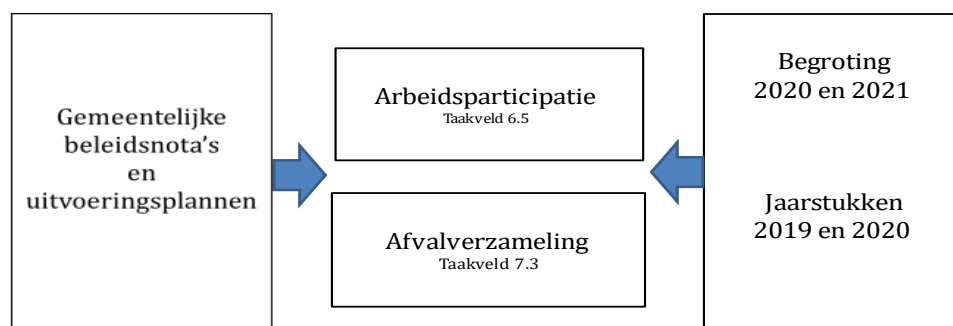 Gemeentelijke
beleidsnota's
en
uitvoeringsplannen
Arbeidsparticipatie
Taakveld 6.5
Afvalverzameling
Taakveld 7.3
Begroting
2020 en 2021
Jaarstukken
2019 en 2020